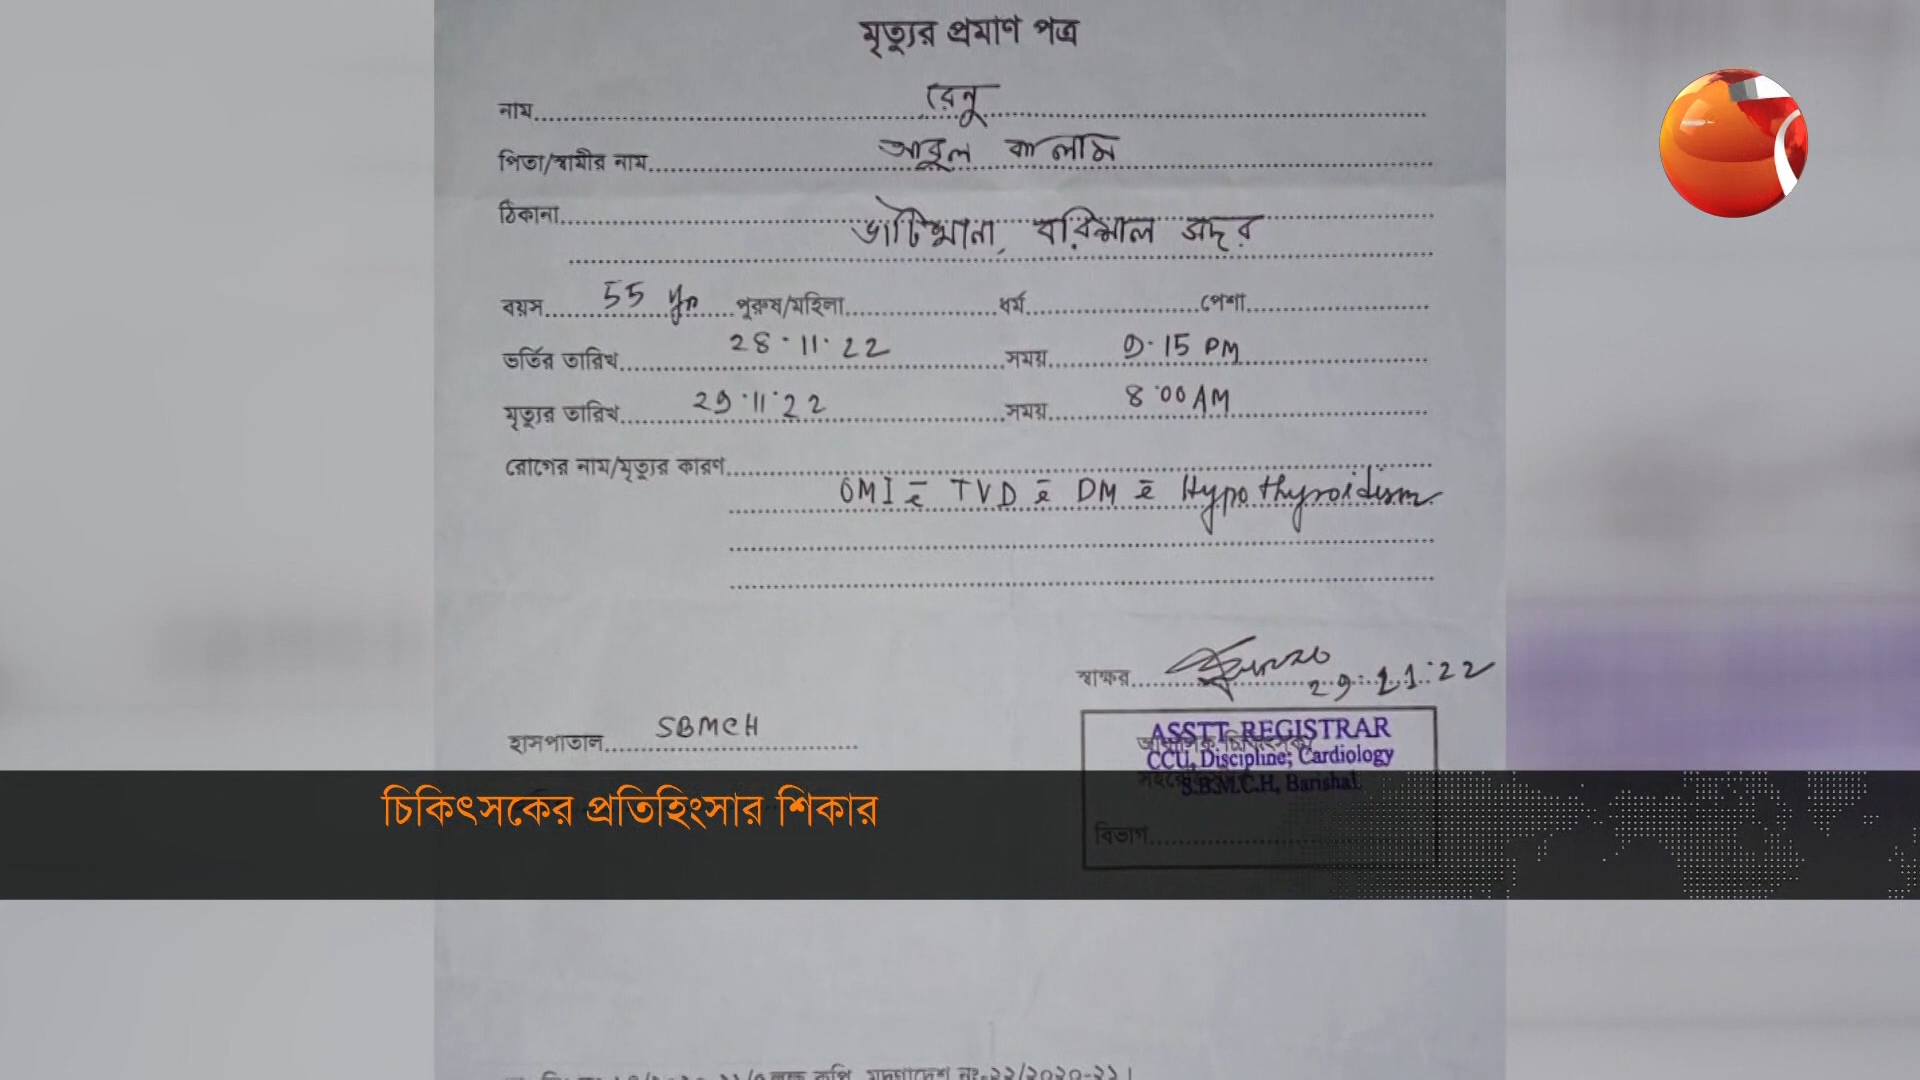 মৃত্যুর প্রমাণ পত্র
নাম রেনু
পিতা/স্বামীর নাম আবুল কালাম
ঠিকানা
ভাটিখানা, বরিশাল সদর
বয়স 55 yrs পুরুষ/মহিলা ধর্ম পেশা
ভর্তির তারিখ 28.11.22 সময় 9.15 PM
মৃত্যুর তারিখ 29.11.22 সময় 8.00 AM
রোগের নাম/মৃত্যুর কারণ
OMI c̄ TVD c̄ DM c̄ Hypothyroidism
স্বাক্ষর 29.11.22
হাসপাতাল SBMCH
ASSTT. REGISTRAR
CCU, Discipline; Cardiology
S.B.M.C.H, Barishal
চিকিৎসকের প্রতিহিংসার শিকার
বিভাগ